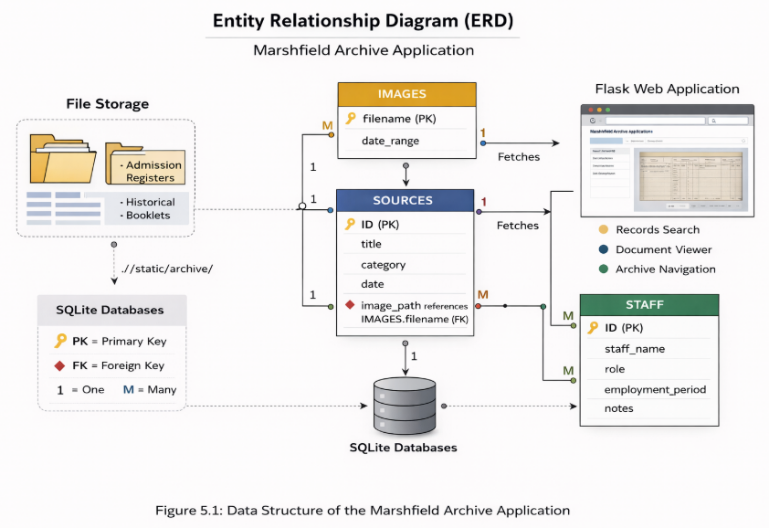 Entity Relationship Diagram (ERD)
Marshfield Archive Application
File Storage
- Admission
Registers
- Historical
- Booklets
.//static/archive/
SQLite Databases
PK = Primary Key
FK = Foreign Key
1 = One M = Many
IMAGES
filename (PK)
date_range
M
1
1
Fetches
SOURCES
ID (PK)
title
category
date
image_path references
IMAGES.filename (FK)
1
1
1
Fetches
M
1
SQLite Databases
Flask Web Application
Marshfield Archive Applications
Records Search
Document Viewer
Archive Navigation
STAFF
ID (PK)
staff_name
role
employment_period
notes
M
M
Figure 5.1: Data Structure of the Marshfield Archive Application